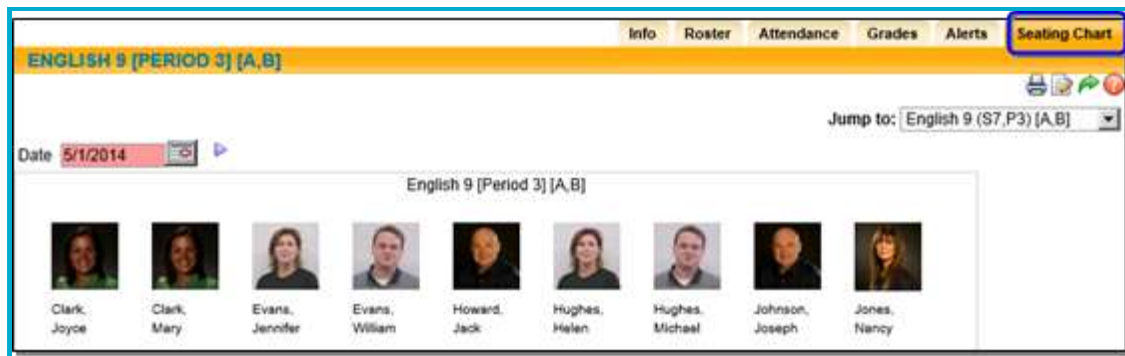 Info Roster Attendance Grades Alerts Seating Chart
ENGLISH 9 [PERIOD 3] [A,B]
Jump to: English 9 (S7,P3) [A,B]
Date 5/1/2014
English 9 [Period 3] [A,B]
Clark, Clark, Evans, Evans, Howard, Hughes, Hughes, Johnson, Jones,
Joyce Mary Jennifer William Jack Helen Michael Joseph Nancy